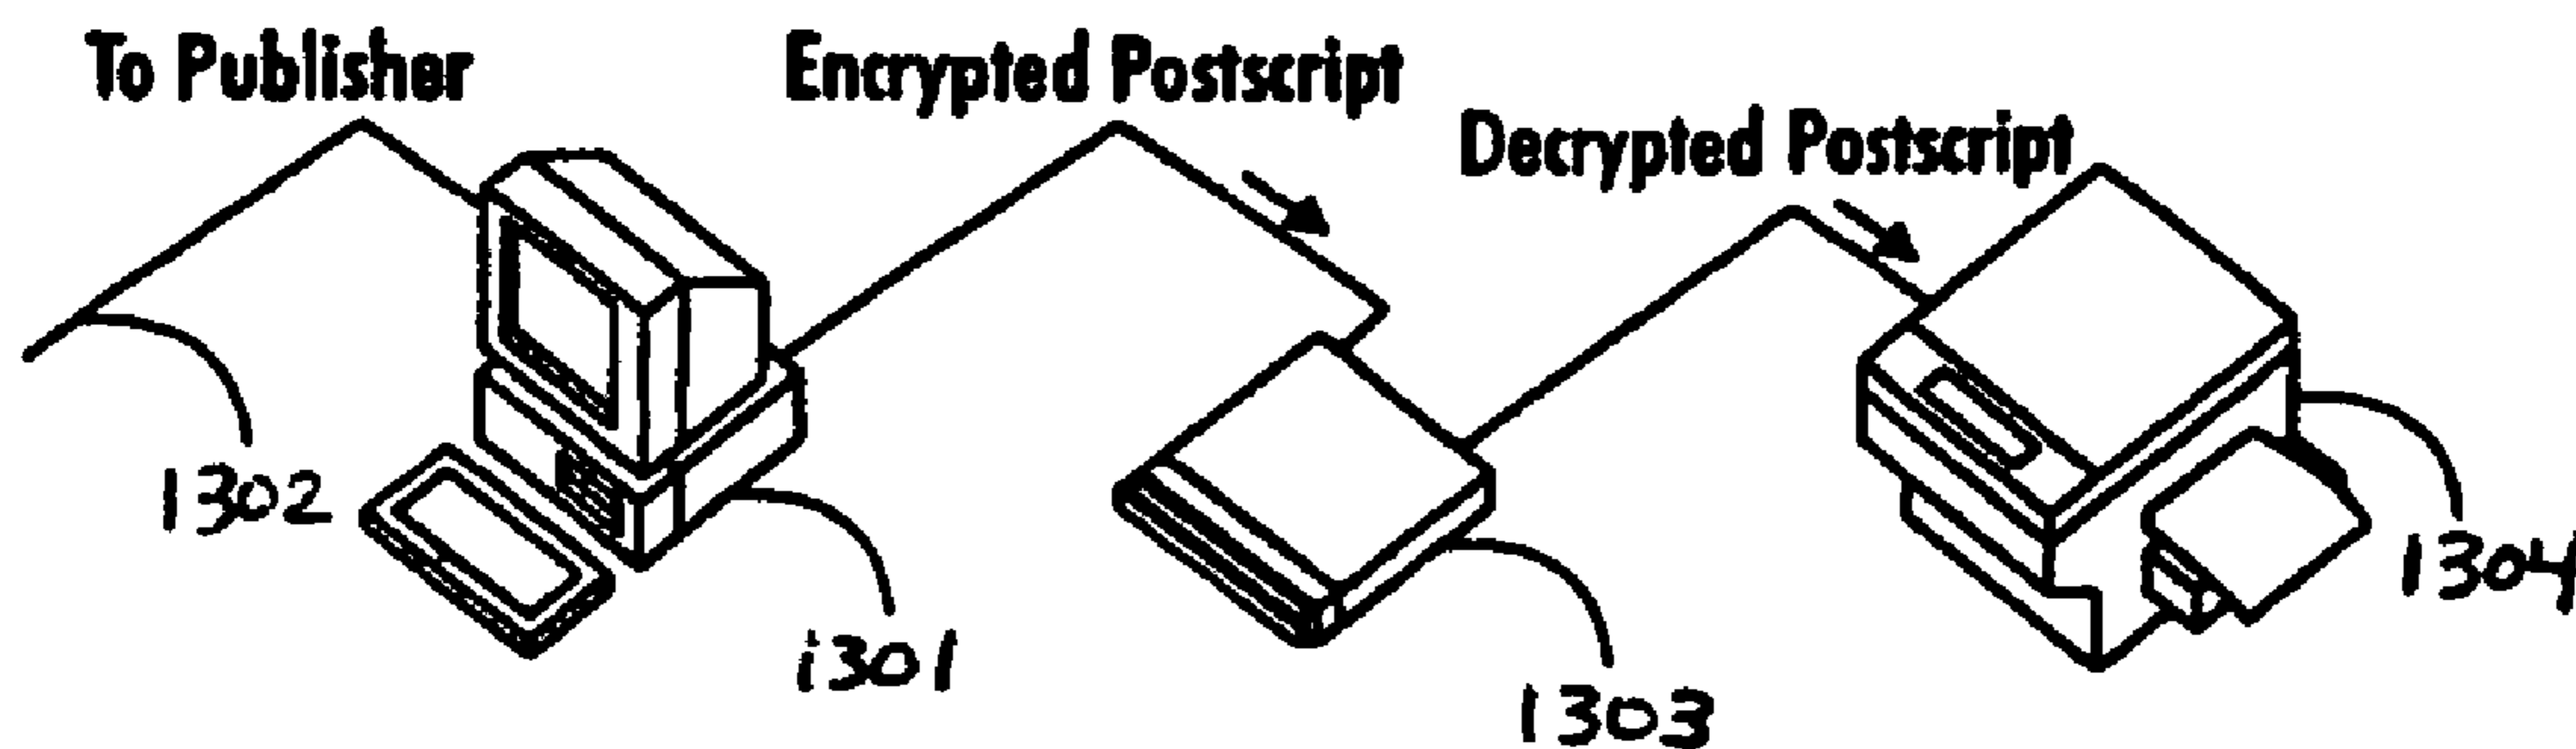 To Publisher
Encrypted Postscript
Decrypted Postscript
1302
1301
1303
1304